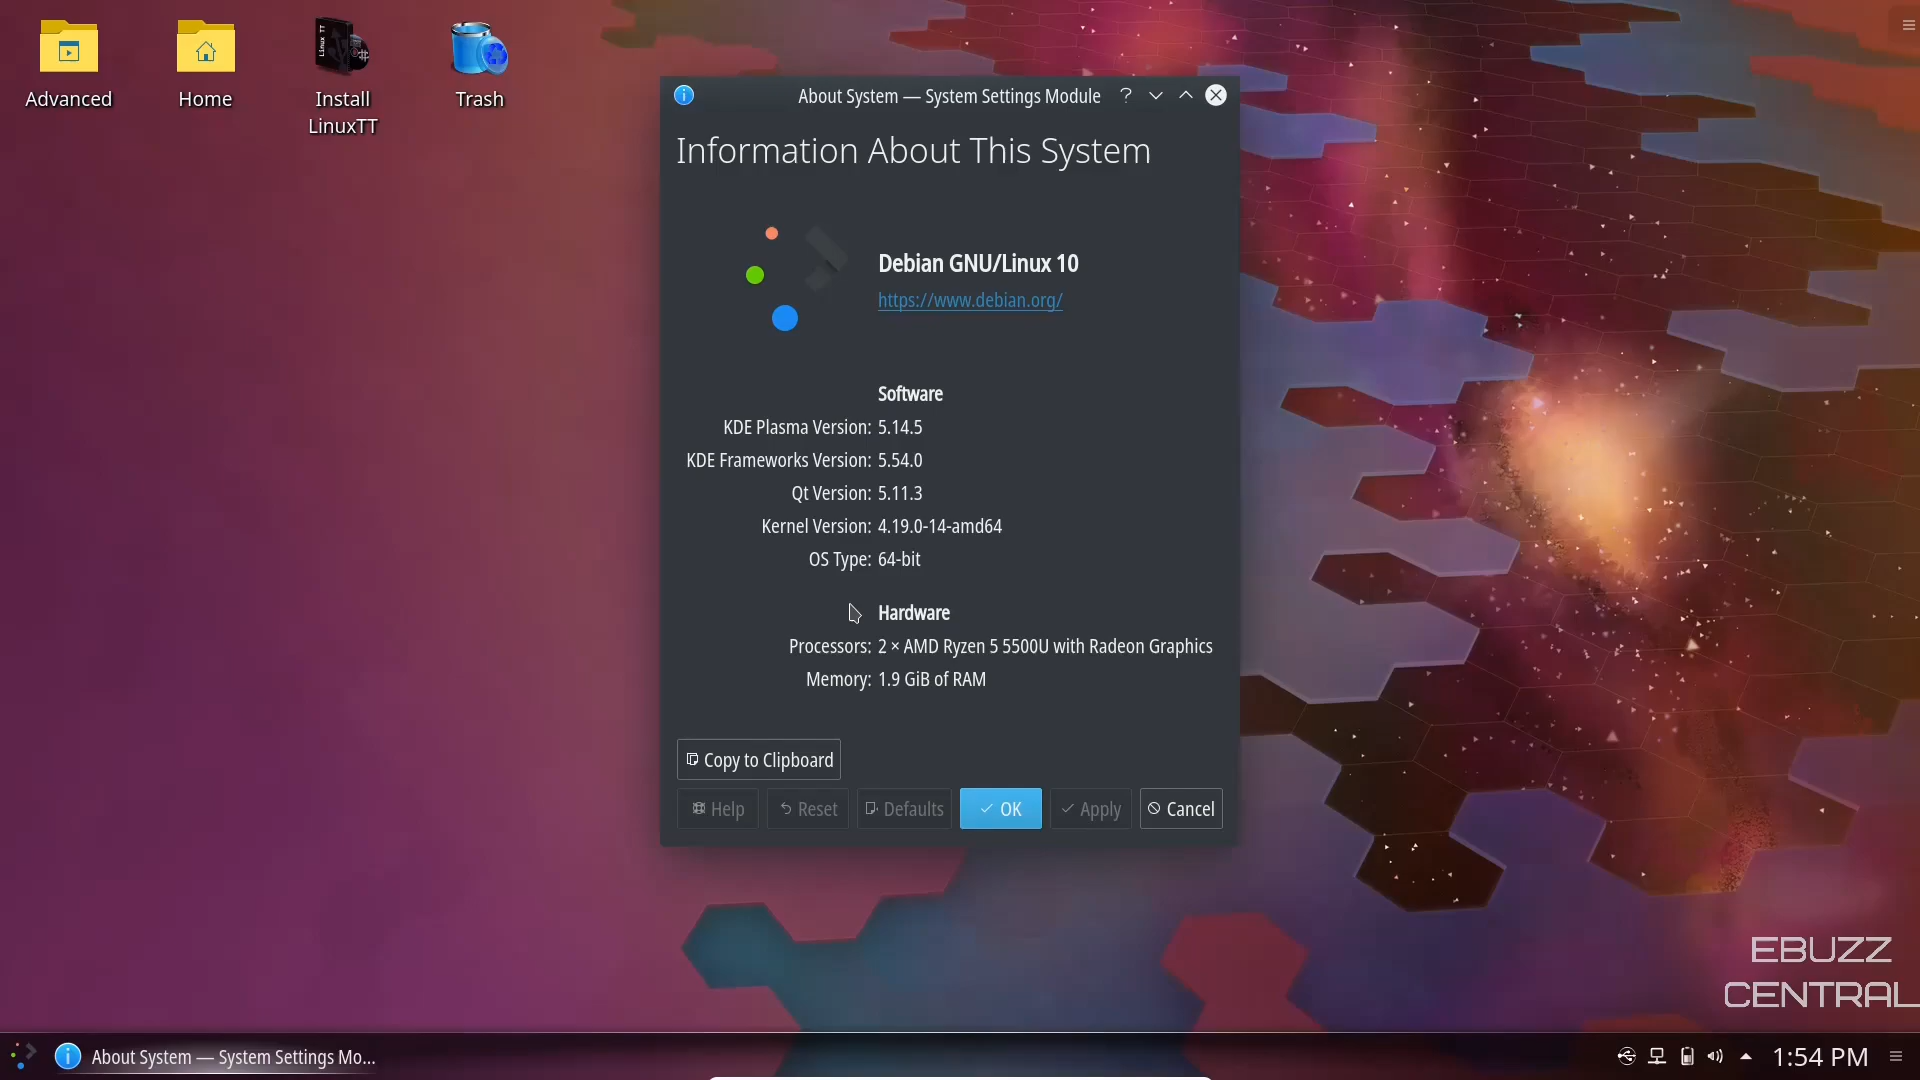 Advanced
Home
Install
LinuxTT
Trash
Linux TT
About System — System Settings Module
Information About This System
Debian GNU/Linux 10
https://www.debian.org/
Software
KDE Plasma Version: 5.14.5
KDE Frameworks Version: 5.54.0
Qt Version: 5.11.3
Kernel Version: 4.19.0-14-amd64
OS Type: 64-bit
Hardware
Processors: 2 × AMD Ryzen 5 5500U with Radeon Graphics
Memory: 1.9 GiB of RAM
Copy to Clipboard
Help Reset Defaults OK Apply Cancel
EBUZZ
CENTRAL
About System — System Settings Mo...
1:54 PM